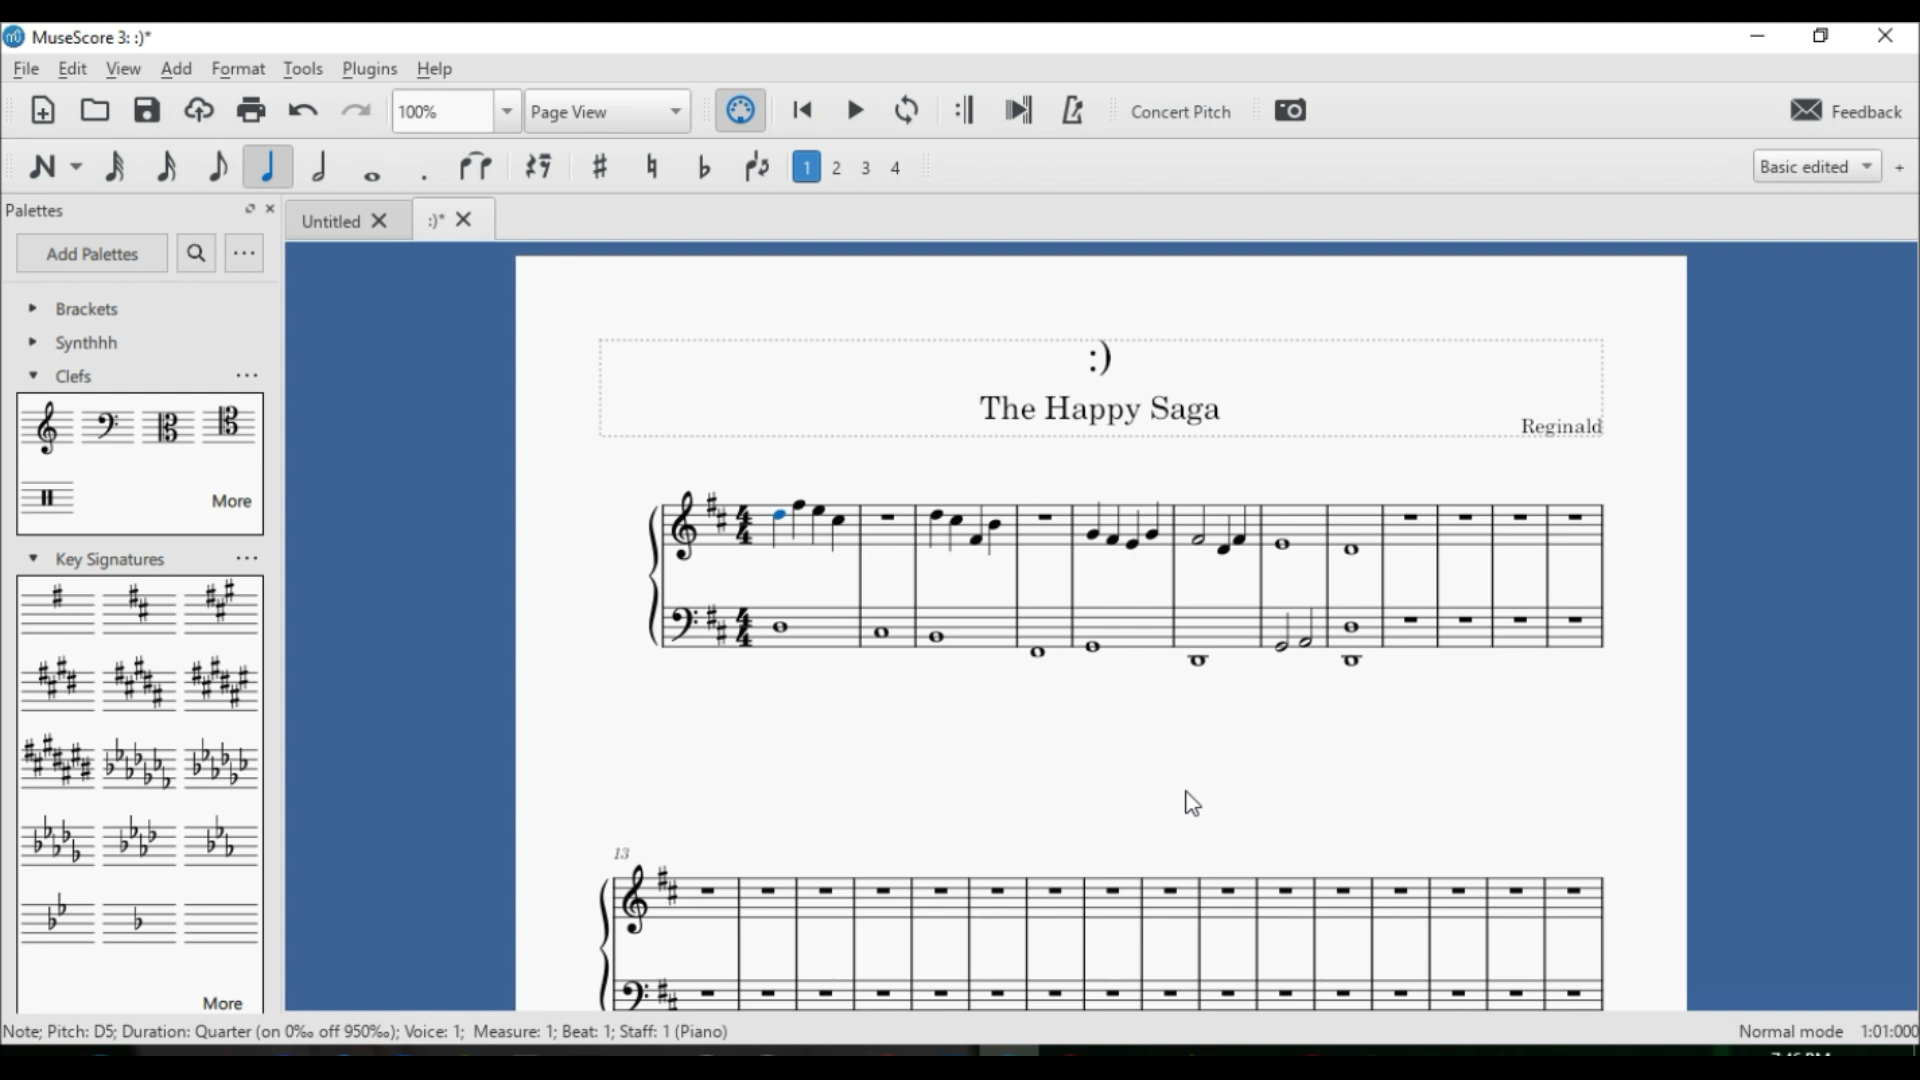 MuseScore 3: :)*
File Edit View Add Format Tools Plugins Help
100% Page View Concert Pitch Feedback
1 2 3 4 Basic edited +
Palettes
Untitled :)*
Add Palettes ...
Brackets
Synthhh
Clefs ...
More
Key Signatures ...
More
:)
The Happy Saga
Reginald
13
Note; Pitch: D5; Duration: Quarter (on 0‰ off 950‰); Voice: 1; Measure: 1; Beat: 1; Staff: 1 (Piano)
Normal mode 1:01:000